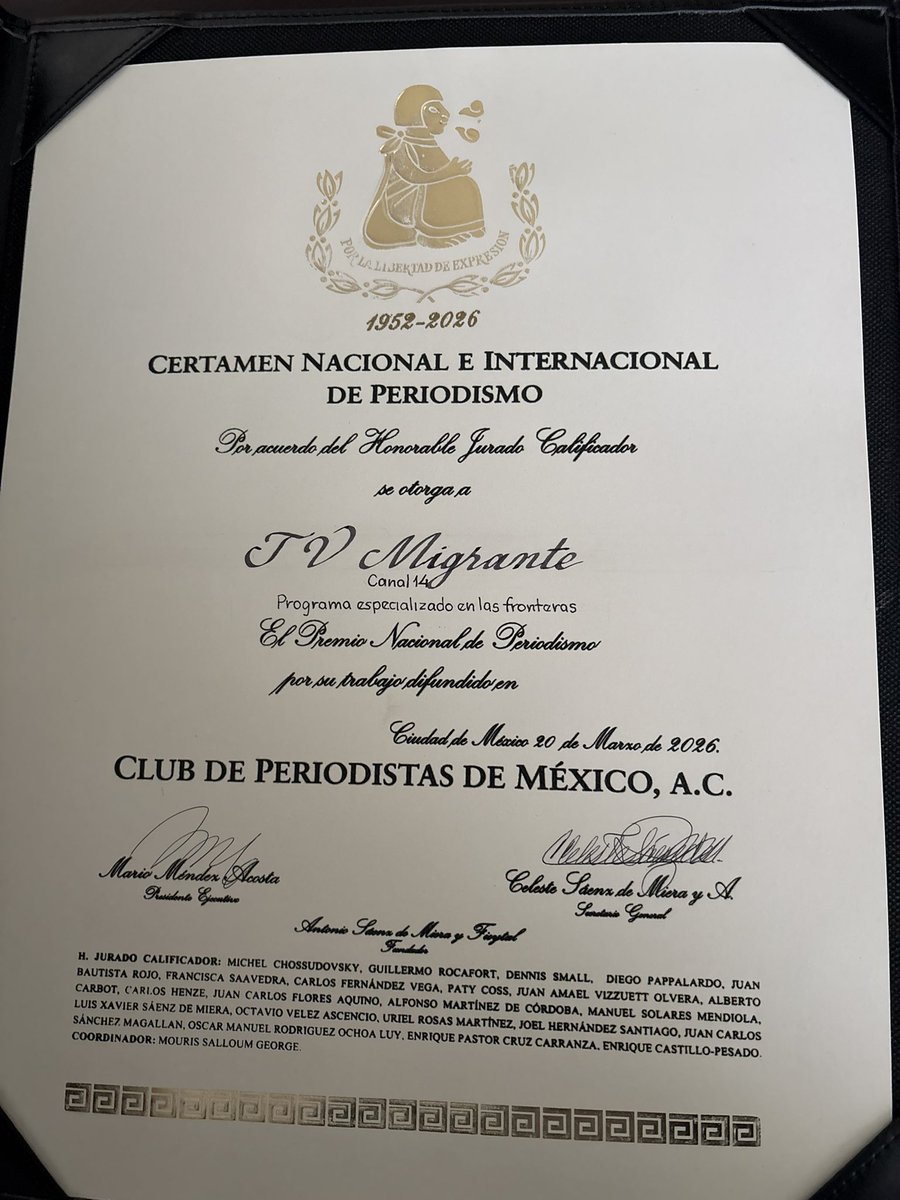 POR LA LIBERTAD DE EXPRESION
1952-2026
CERTAMEN NACIONAL E INTERNACIONAL
DE PERIODISMO
Por acuerdo del Honorable Jurado Calificador
se otorga a
TV Migrante
Canal 14
Programa especializado en las fronteras
El Premio Nacional de Periodismo
por su trabajo difundido en
Ciudad de México 20 de Marzo de 2026.
CLUB DE PERIODISTAS DE MÉXICO, A.C.
Mario Méndez Acosta
Presidente Ejecutivo
Celeste Sáenz de Miera y A.
Secretario General
Antonio Sáenz de Miera y
Fundador
H. JURADO CALIFICADOR: MICHEL CHOSSUDOVSKY, GUILLERMO ROCAFORT, DENNIS SMALL, DIEGO PAPPALARDO, JUAN
BAUTISTA ROJO, FRANCISCA SAAVEDRA, CARLOS FERNÁNDEZ VEGA, PATY COSS, JUAN AMAEL VIZZUETT OLVERA, ALBERTO
CARBOT, CARLOS HENZE, JUAN CARLOS FLORES AQUINO, ALFONSO MARTÍNEZ DE CÓRDOBA, MANUEL SOLARES MENDIOLA,
LUIS XAVIER SÁENZ DE MIERA, OCTAVIO VELEZ ASCENCIO, URIEL ROSAS MARTÍNEZ, JOEL HERNÁNDEZ SANTIAGO, JUAN CARLOS
SÁNCHEZ MAGALLAN, OSCAR MANUEL RODRIGUEZ OCHOA LUY, ENRIQUE PASTOR CRUZ CARRANZA, ENRIQUE CASTILLO-PESADO.
COORDINADOR: MOURIS SALLOUM GEORGE.